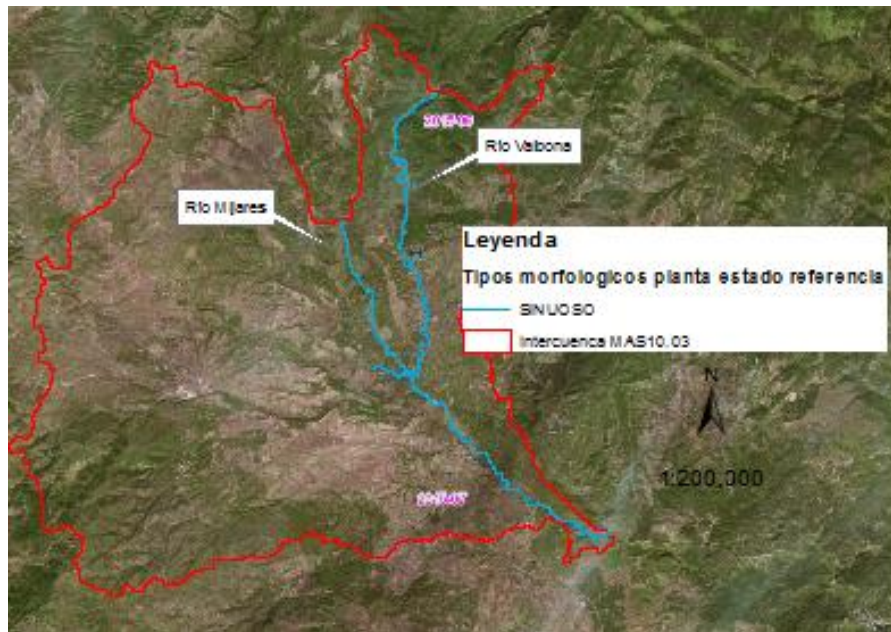 Río Valbona
Río Mijares
Leyenda
Tipos morfologicos planta estado referencia
SINUOSO
Intercuenca MAS10.03
N
1:200,000